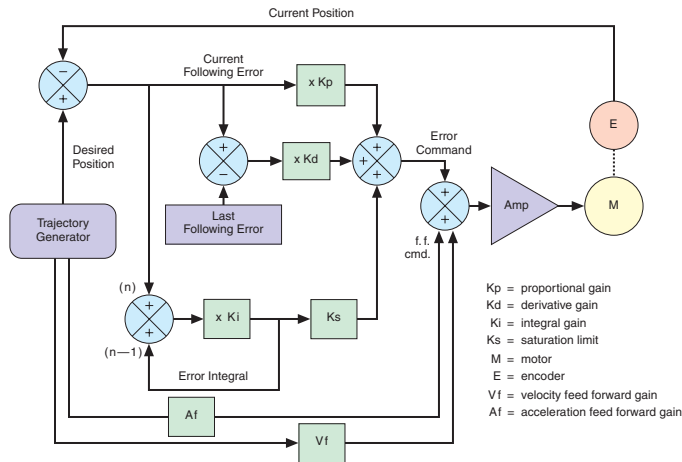 Current Position
−
+
Current
Following Error
x Kp
Desired
Position
+
−
x Kd
+
+
+
Error
Command
E
Trajectory
Generator
Last
Following Error
+
+
Amp
M
f.f.
cmd.
(n)
+
+
(n—1)
x Ki
Ks
Error Integral
Af
Vf
Kp = proportional gain
Kd = derivative gain
Ki = integral gain
Ks = saturation limit
M = motor
E = encoder
Vf = velocity feed forward gain
Af = acceleration feed forward gain